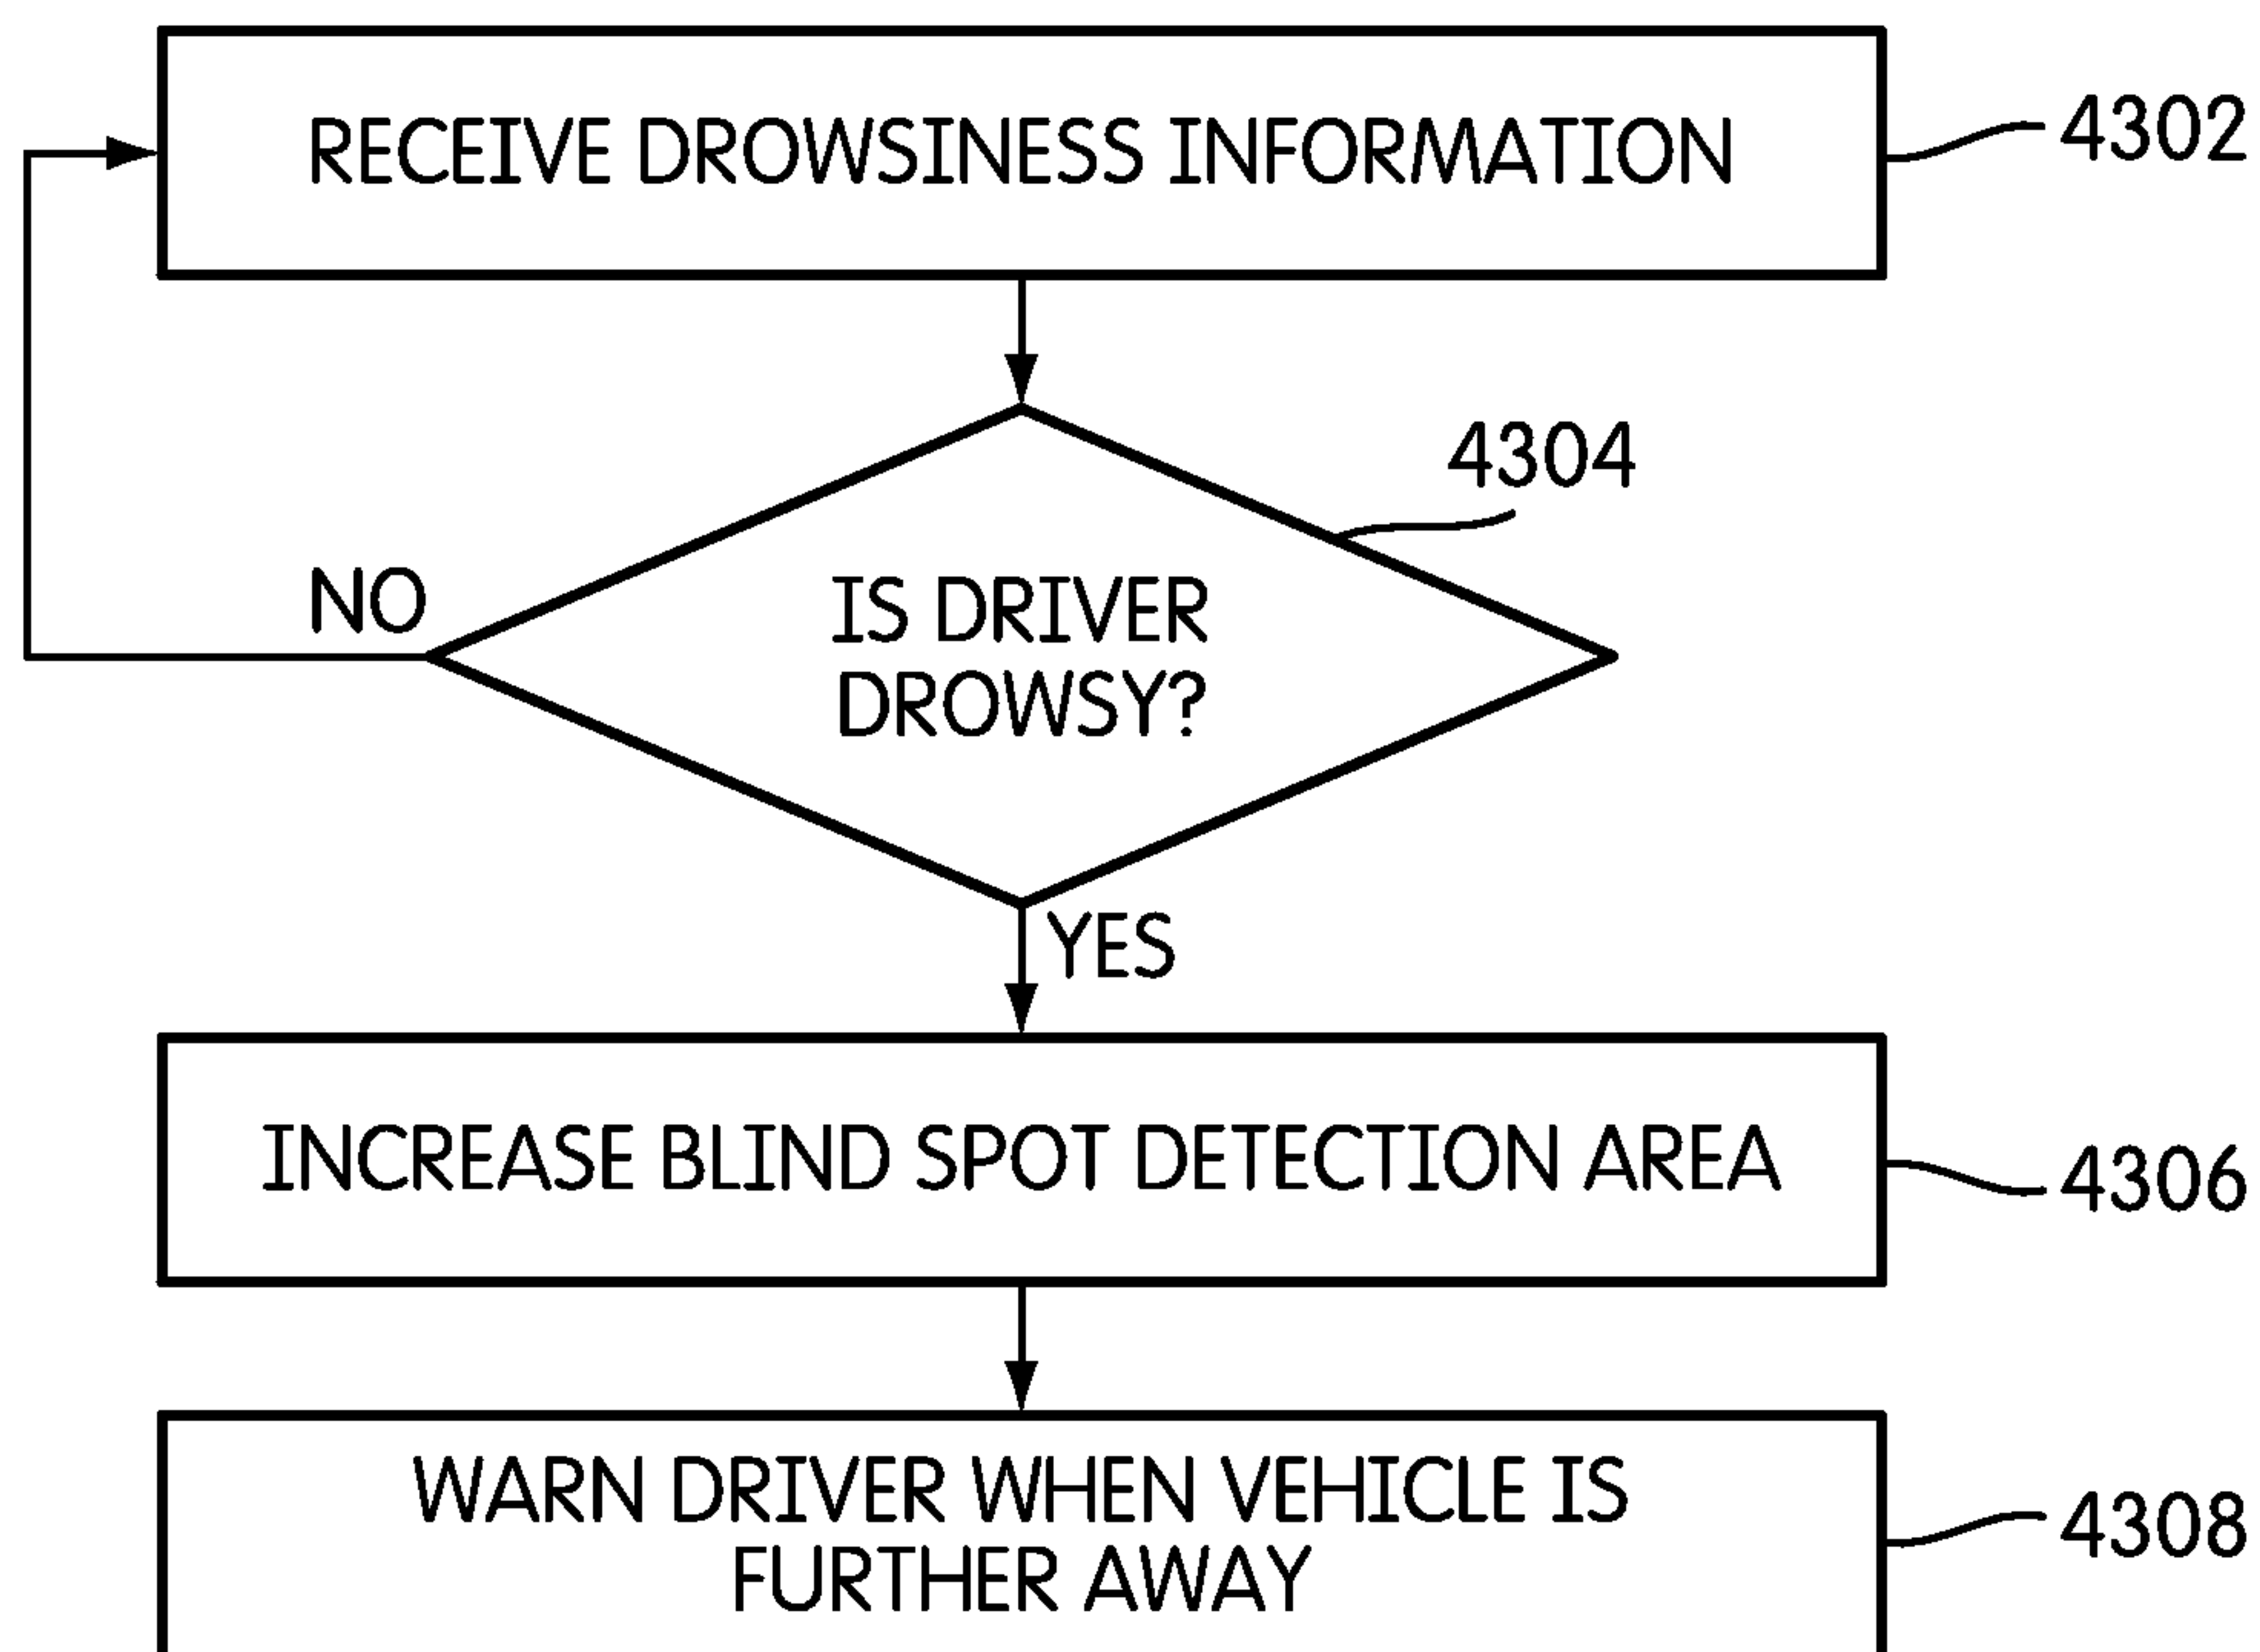 RECEIVE DROWSINESS INFORMATION
4302
4304
NO
IS DRIVER
DROWSY?
YES
INCREASE BLIND SPOT DETECTION AREA
4306
WARN DRIVER WHEN VEHICLE IS
FURTHER AWAY
4308